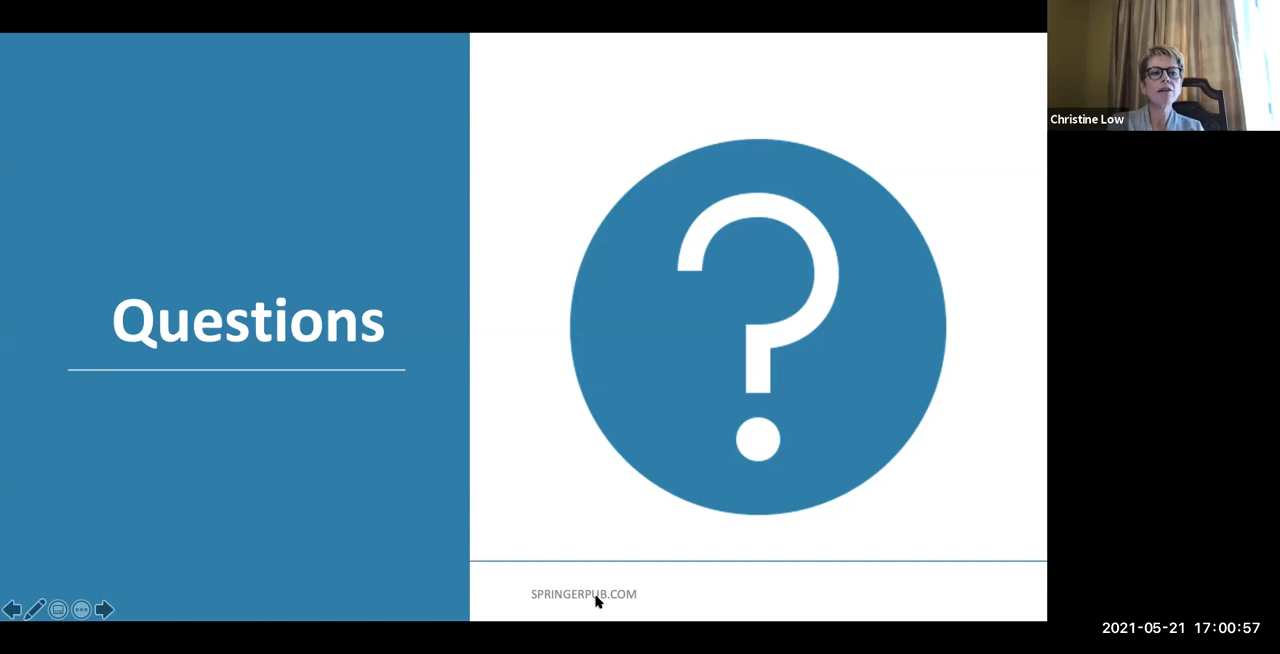 Christine Low
Questions
?
SPRINGERPUB.COM
2021-05-21 17:00:57